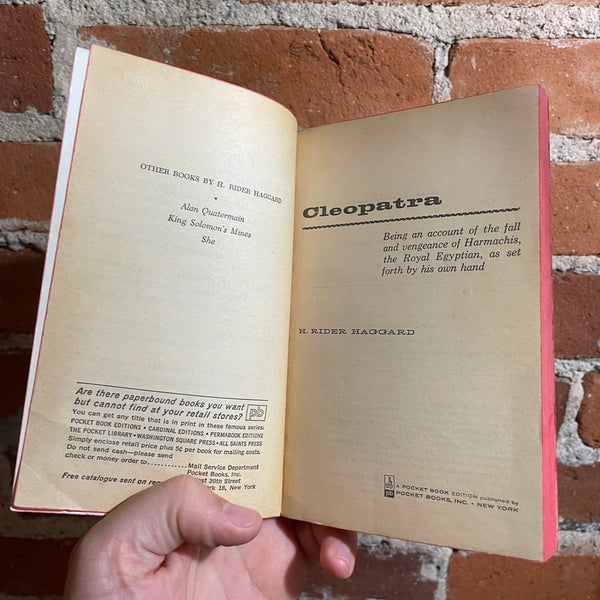 OTHER BOOKS BY H. RIDER HAGGARD
•
Alan Quatermain
King Solomon's Mines
She
Are there paperbound books you want
but cannot find at your retail stores?
pb
You can get any title that is in print in these famous series:
POCKET BOOK EDITIONS • CARDINAL EDITIONS • PERMABOOK EDITIONS
THE POCKET LIBRARY • WASHINGTON SQUARE PRESS • ALL SAINTS PRESS
Simply enclose retail price plus 5¢ per book for mailing costs.
Do not send cash—please send
check or money order to............Mail Service Department
Pocket Books, Inc.
39th Street
18, New York
Free catalogue sent on
Cleopatra
Being an account of the fall
and vengeance of Harmachis,
the Royal Egyptian, as set
forth by his own hand
H. RIDER HAGGARD
A POCKET BOOK EDITION published by
pb
POCKET BOOKS, INC. • NEW YORK